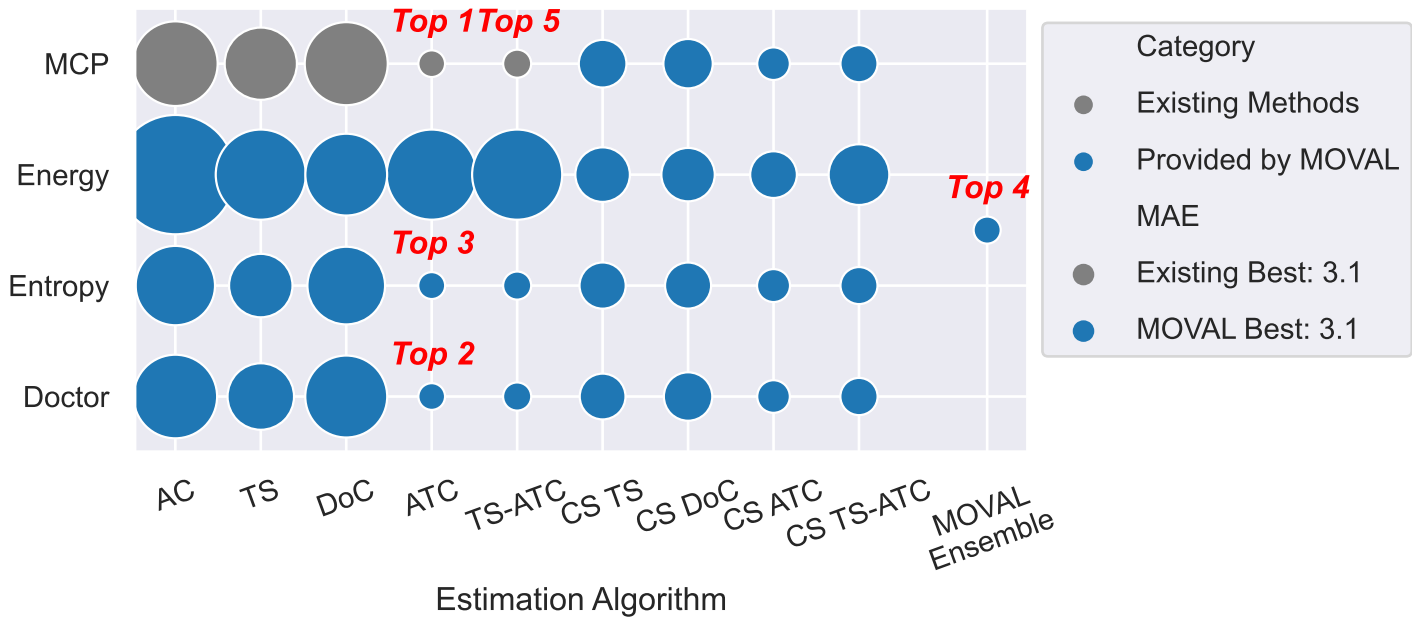 Top 1
Top 5
MCP
Energy
Top 4
Top 3
Entropy
Top 2
Doctor
AC
TS
DoC
ATC
TS-ATC
CS TS
CS DoC
CS ATC
CS TS-ATC
MOVAL
Ensemble
Estimation Algorithm
Category
Existing Methods
Provided by MOVAL
MAE
Existing Best: 3.1
MOVAL Best: 3.1